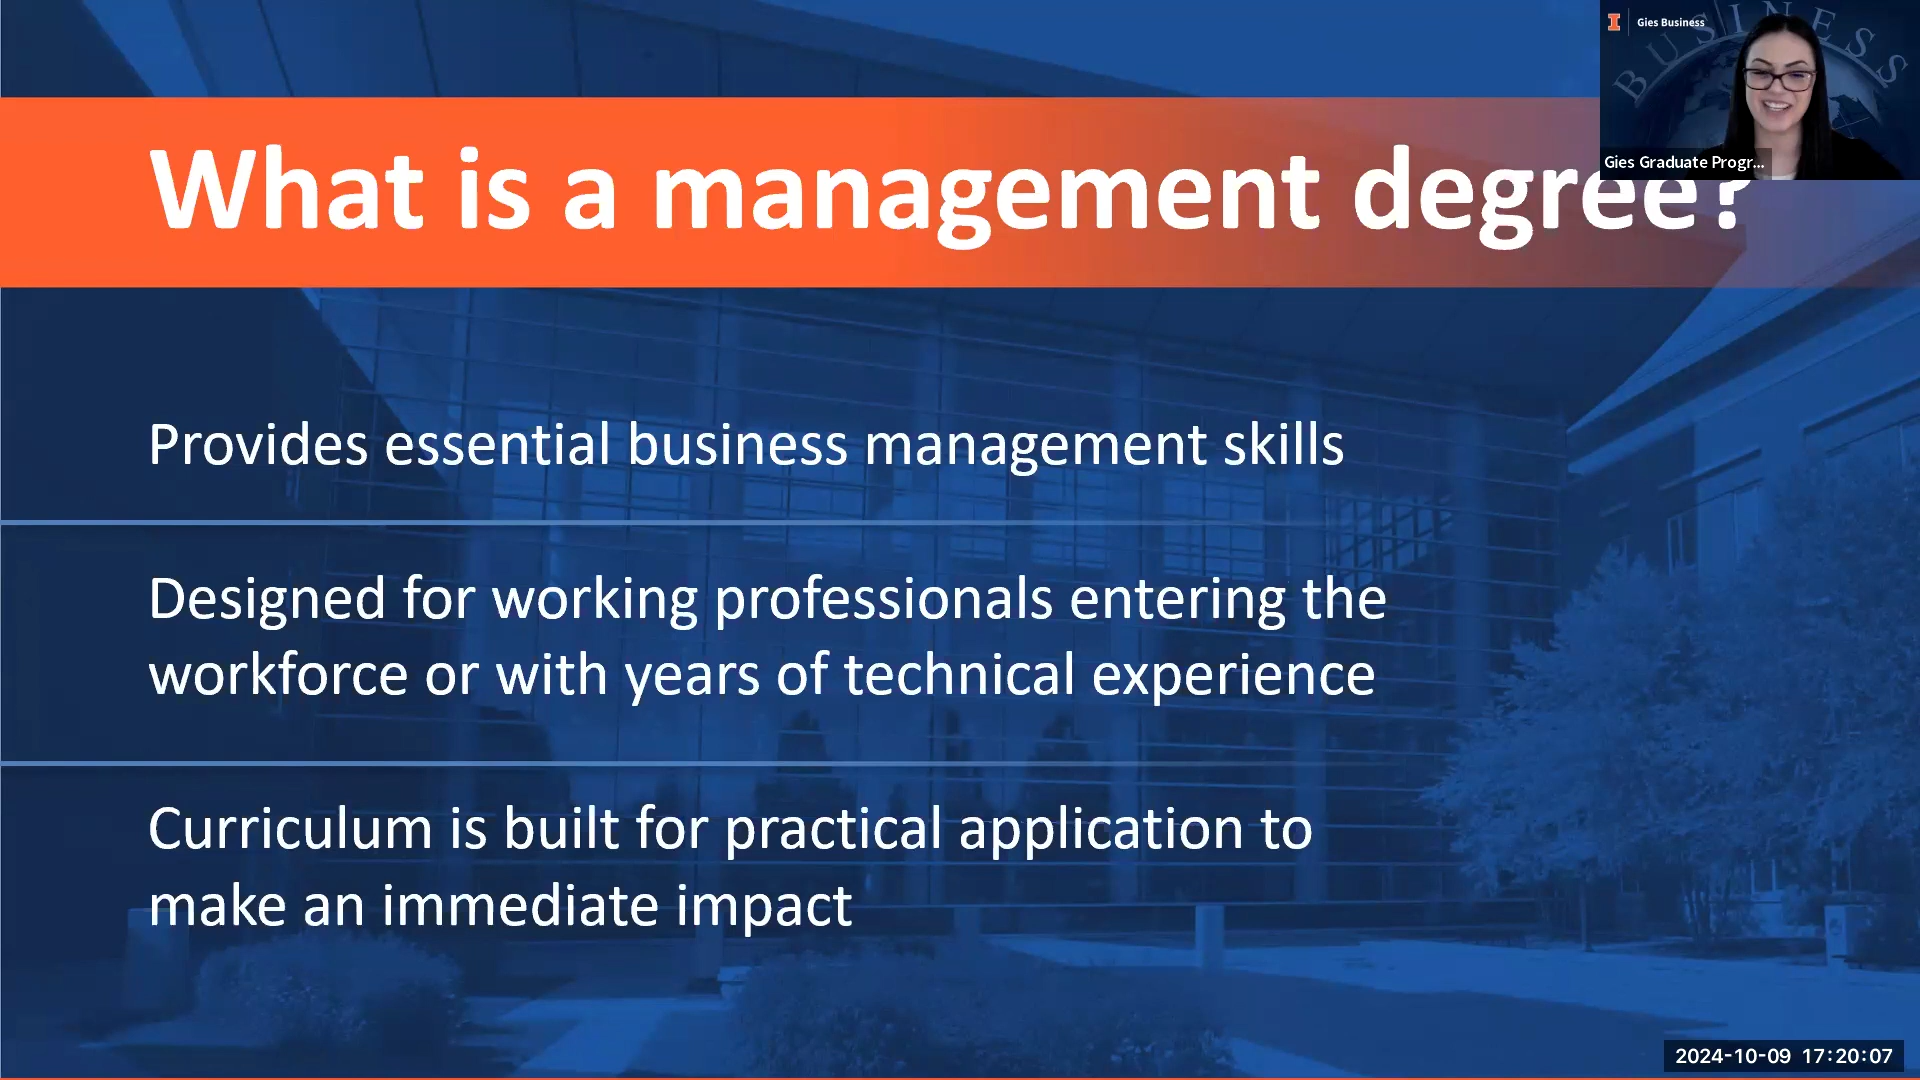 Gies Business
BUSINESS
Gies Graduate Progr...
What is a management degree?
Provides essential business management skills
Designed for working professionals entering the
workforce or with years of technical experience
Curriculum is built for practical application to
make an immediate impact
2024-10-09 17:20:07